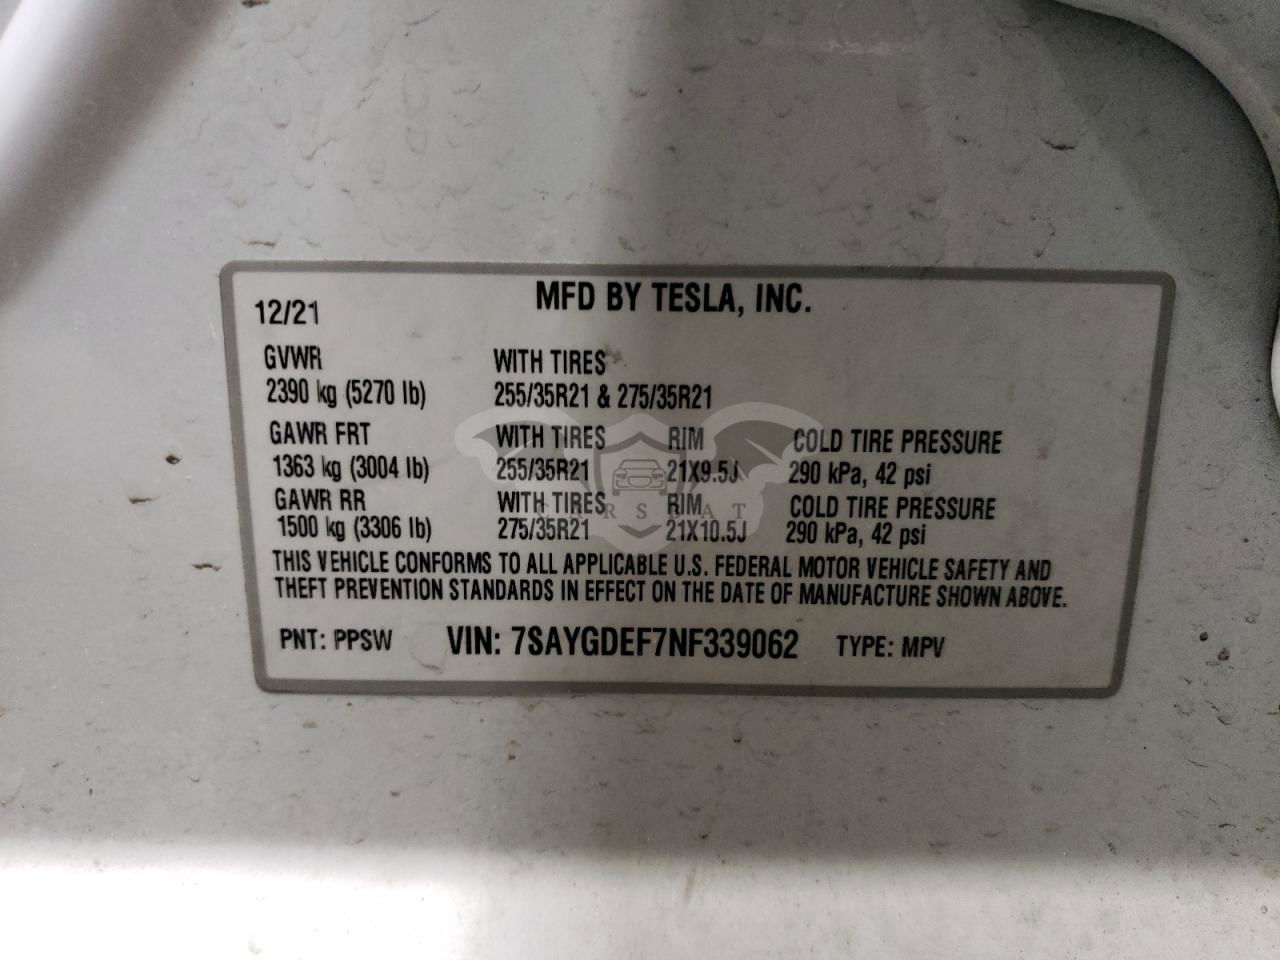 MFD BY TESLA, INC.
12/21
GVWR WITH TIRES
2390 kg (5270 lb) 255/35R21 & 275/35R21
GAWR FRT WITH TIRES RIM COLD TIRE PRESSURE
1363 kg (3004 lb) 255/35R21 21X9.5J 290 kPa, 42 psi
GAWR RR WITH TIRES RIM COLD TIRE PRESSURE
CARSBAT
1500 kg (3306 lb) 275/35R21 21X10.5J 290 kPa, 42 psi
THIS VEHICLE CONFORMS TO ALL APPLICABLE U.S. FEDERAL MOTOR VEHICLE SAFETY AND
THEFT PREVENTION STANDARDS IN EFFECT ON THE DATE OF MANUFACTURE SHOWN ABOVE.
PNT: PPSW VIN: 7SAYGDEF7NF339062 TYPE: MPV